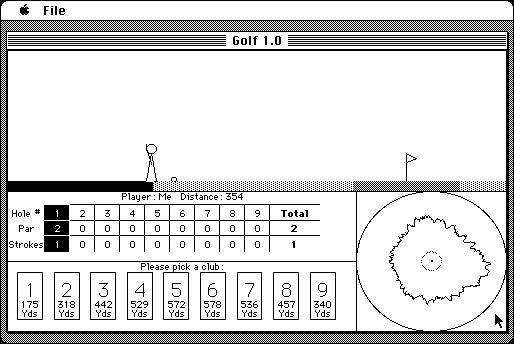 File
Golf 1.0
Player: Me Distance: 354
Hole # 1 2 3 4 5 6 7 8 9 Total
Par 2 0 0 0 0 0 0 0 0 2
Strokes 1 0 0 0 0 0 0 0 0 1
Please pick a club:
1 2 3 4 5 6 7 8 9
175 318 442 529 572 578 536 457 340
Yds Yds Yds Yds Yds Yds Yds Yds Yds